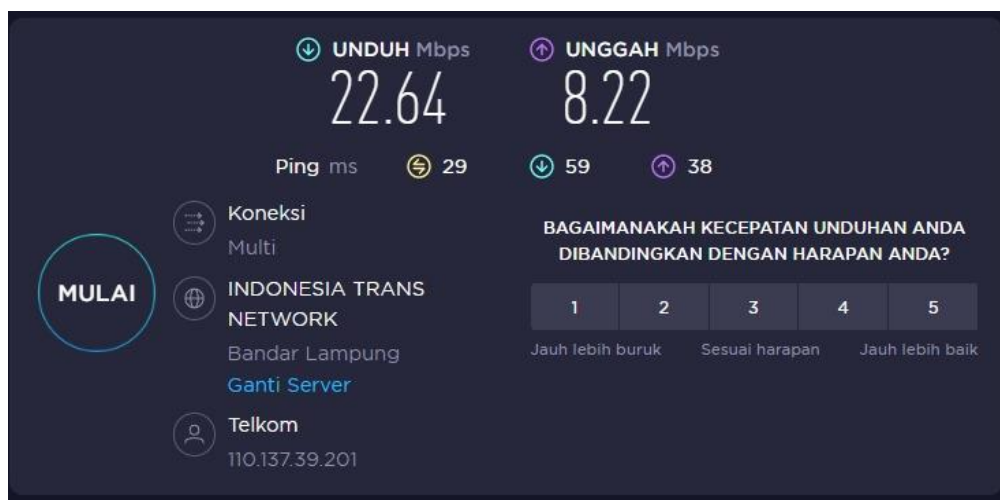 UNDUH Mbps
22.64
UNGGAH Mbps
8.22
Ping ms 29 59 38
MULAI
Koneksi
Multi
INDONESIA TRANS
NETWORK
Bandar Lampung
Ganti Server
Telkom
110.137.39.201
BAGAIMANAKAH KECEPATAN UNDUHAN ANDA
DIBANDINGKAN DENGAN HARAPAN ANDA?
1 2 3 4 5
Jauh lebih buruk Sesuai harapan Jauh lebih baik